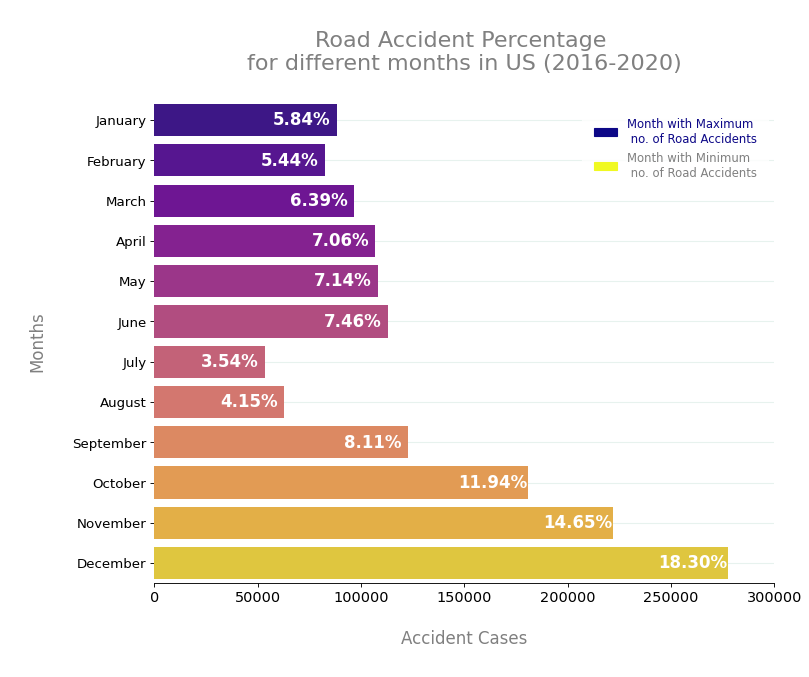 Road Accident Percentage
for different months in US (2016-2020)
Month with Maximum
no. of Road Accidents
Month with Minimum
no. of Road Accidents
January 5.84%
February 5.44%
March 6.39%
April 7.06%
May 7.14%
June 7.46%
July 3.54%
August 4.15%
September 8.11%
October 11.94%
November 14.65%
December 18.30%
Months
0 50000 100000 150000 200000 250000 300000
Accident Cases